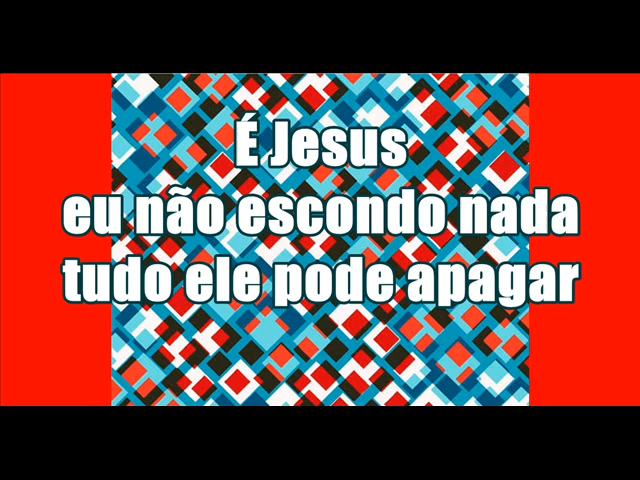 É Jesus
eu não escondo nada
tudo ele pode apagar